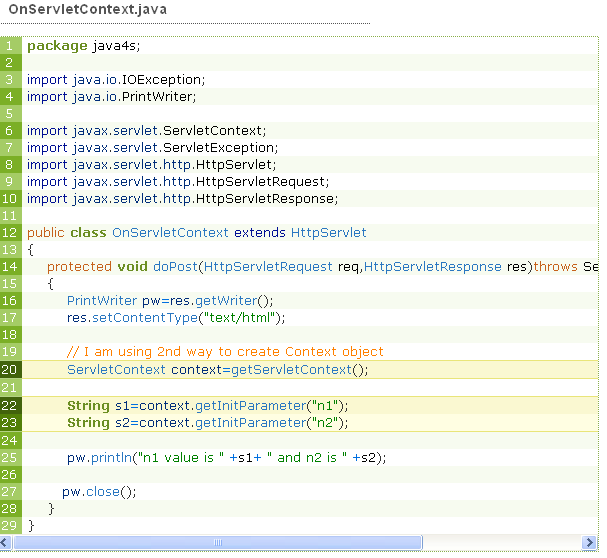 OnServletContext.java
1 package java4s;
2
3 import java.io.IOException;
4 import java.io.PrintWriter;
5
6 import javax.servlet.ServletContext;
7 import javax.servlet.ServletException;
8 import javax.servlet.http.HttpServlet;
9 import javax.servlet.http.HttpServletRequest;
10 import javax.servlet.http.HttpServletResponse;
11
12 public class OnServletContext extends HttpServlet
13 {
14 protected void doPost(HttpServletRequest req,HttpServletResponse res)throws Se
15 {
16 PrintWriter pw=res.getWriter();
17 res.setContentType("text/html");
18
19 // I am using 2nd way to create Context object
20 ServletContext context=getServletContext();
21
22 String s1=context.getInitParameter("n1");
23 String s2=context.getInitParameter("n2");
24
25 pw.println("n1 value is " +s1+ " and n2 is " +s2);
26
27 pw.close();
28 }
29 }